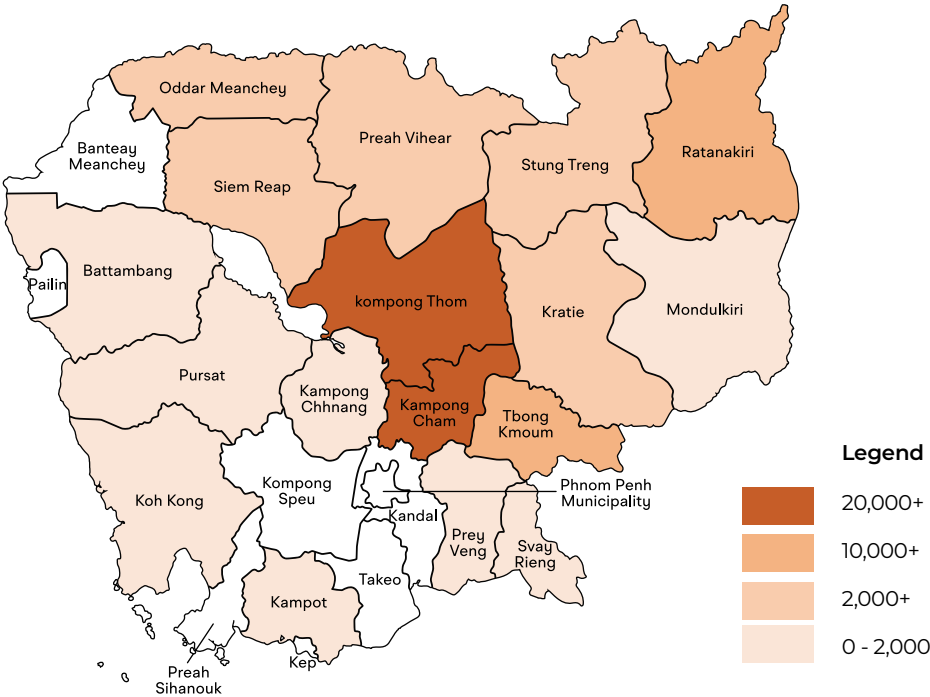 Oddar Meanchey
Banteay
Meanchey
Preah Vihear
Stung Treng
Ratanakiri
Siem Reap
Pailin
Battambang
kompong Thom
Kratie
Mondulkiri
Pursat
Kampong
Chhnang
Kampong
Cham
Tbong
Kmoum
Koh Kong
Kompong
Speu
Phnom Penh
Municipality
Kandal
Prey
Veng
Svay
Rieng
Takeo
Kampot
Kep
Preah
Sihanouk
Legend
20,000+
10,000+
2,000+
0 - 2,000